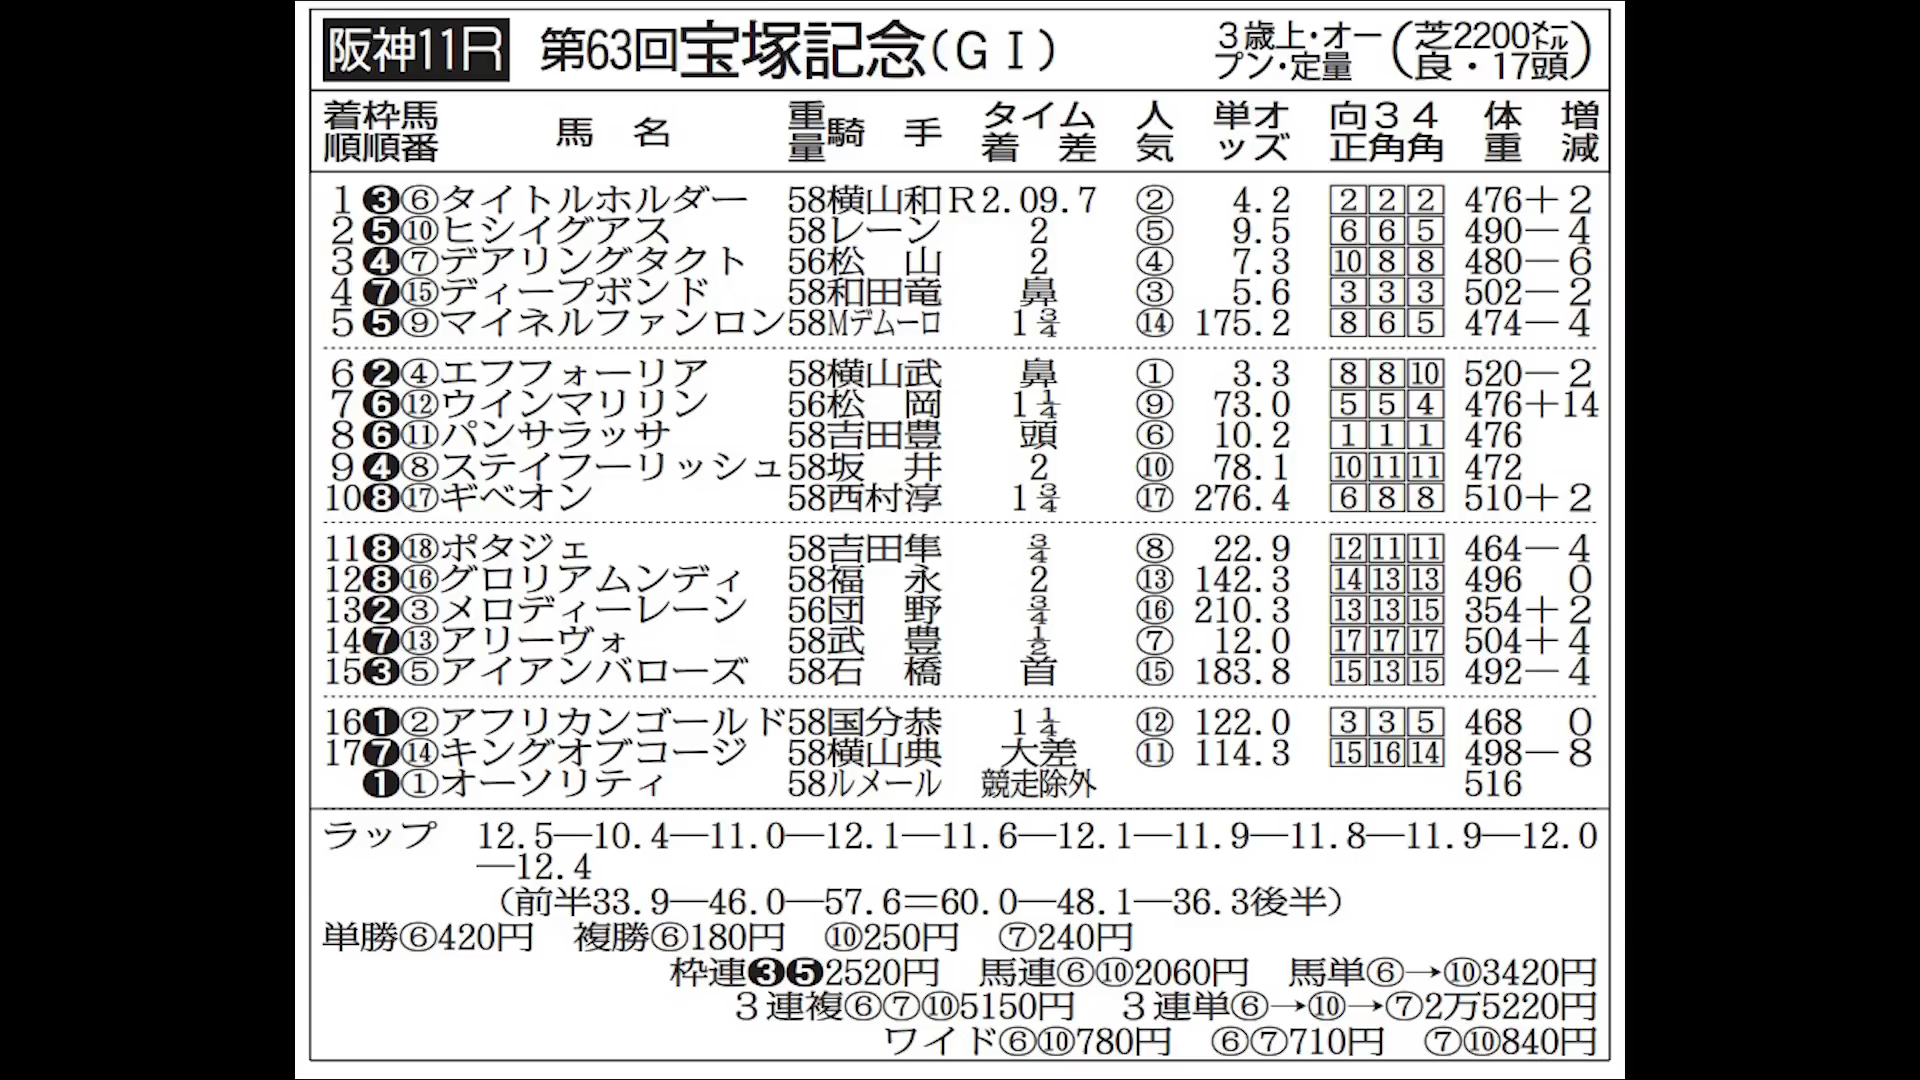 阪神11R 第63回宝塚記念(GⅠ) 3歳上・オープン・定量 (芝2200メートル 良・17頭)
着順 枠順 馬番 馬名 重量 騎手 タイム着差 人気 単オッズ 向正 3角 4角 体重 増減
1 ❸ ⑥ タイトルホルダー 58 横山和 R2.09.7 ② 4.2 2 2 2 476+2
2 ❺ ⑩ ヒシイグアス 58 レーン 2 ⑤ 9.5 6 6 5 490-4
3 ❹ ⑦ デアリングタクト 56 松山 2 ④ 7.3 10 8 8 480-6
4 ❼ ⑮ ディープボンド 58 和田竜 鼻 ③ 5.6 3 3 3 502-2
5 ❺ ⑨ マイネルファンロン 58 Mデムーロ 1 3/4 ⑭ 175.2 8 6 5 474-4
6 ❷ ④ エフフォーリア 58 横山武 鼻 ① 3.3 8 8 10 520-2
7 ❻ ⑫ ウインマリリン 56 松岡 1 1/4 ⑨ 73.0 5 5 4 476+14
8 ❻ ⑪ パンサラッサ 58 吉田豊 頭 ⑥ 10.2 1 1 1 476
9 ❹ ⑧ ステイフーリッシュ 58 坂井 2 ⑩ 78.1 10 11 11 472
10 ❽ ⑰ ギベオン 58 西村淳 1 3/4 ⑰ 276.4 6 8 8 510+2
11 ❽ ⑱ ポタジェ 58 吉田隼 3/4 ⑧ 22.9 12 11 11 464-4
12 ❽ ⑯ グロリアムンディ 58 福永 2 ⑬ 142.3 14 13 13 496 0
13 ❷ ③ メロディーレーン 56 団野 3/4 ⑯ 210.3 13 13 15 354+2
14 ❼ ⑬ アリーヴォ 58 武豊 1/2 ⑦ 12.0 17 17 17 504+4
15 ❸ ⑤ アイアンバローズ 58 石橋 首 ⑮ 183.8 15 13 15 492-4
16 ❶ ② アフリカンゴールド 58 国分恭 1 1/4 ⑫ 122.0 3 3 5 468 0
17 ❼ ⑭ キングオブコージ 58 横山典 大差 ⑪ 114.3 15 16 14 498-8
❶ ① オーソリティ 58 ルメール 競走除外 516
ラップ 12.5―10.4―11.0―12.1―11.6―12.1―11.9―11.8―11.9―12.0
―12.4
(前半33.9―46.0―57.6=60.0―48.1―36.3後半)
単勝⑥420円 複勝⑥180円 ⑩250円 ⑦240円
枠連❸❺2520円 馬連⑥⑩2060円 馬単⑥→⑩3420円
3連複⑥⑦⑩5150円 3連単⑥→⑩→⑦2万5220円
ワイド⑥⑩780円 ⑥⑦710円 ⑦⑩840円